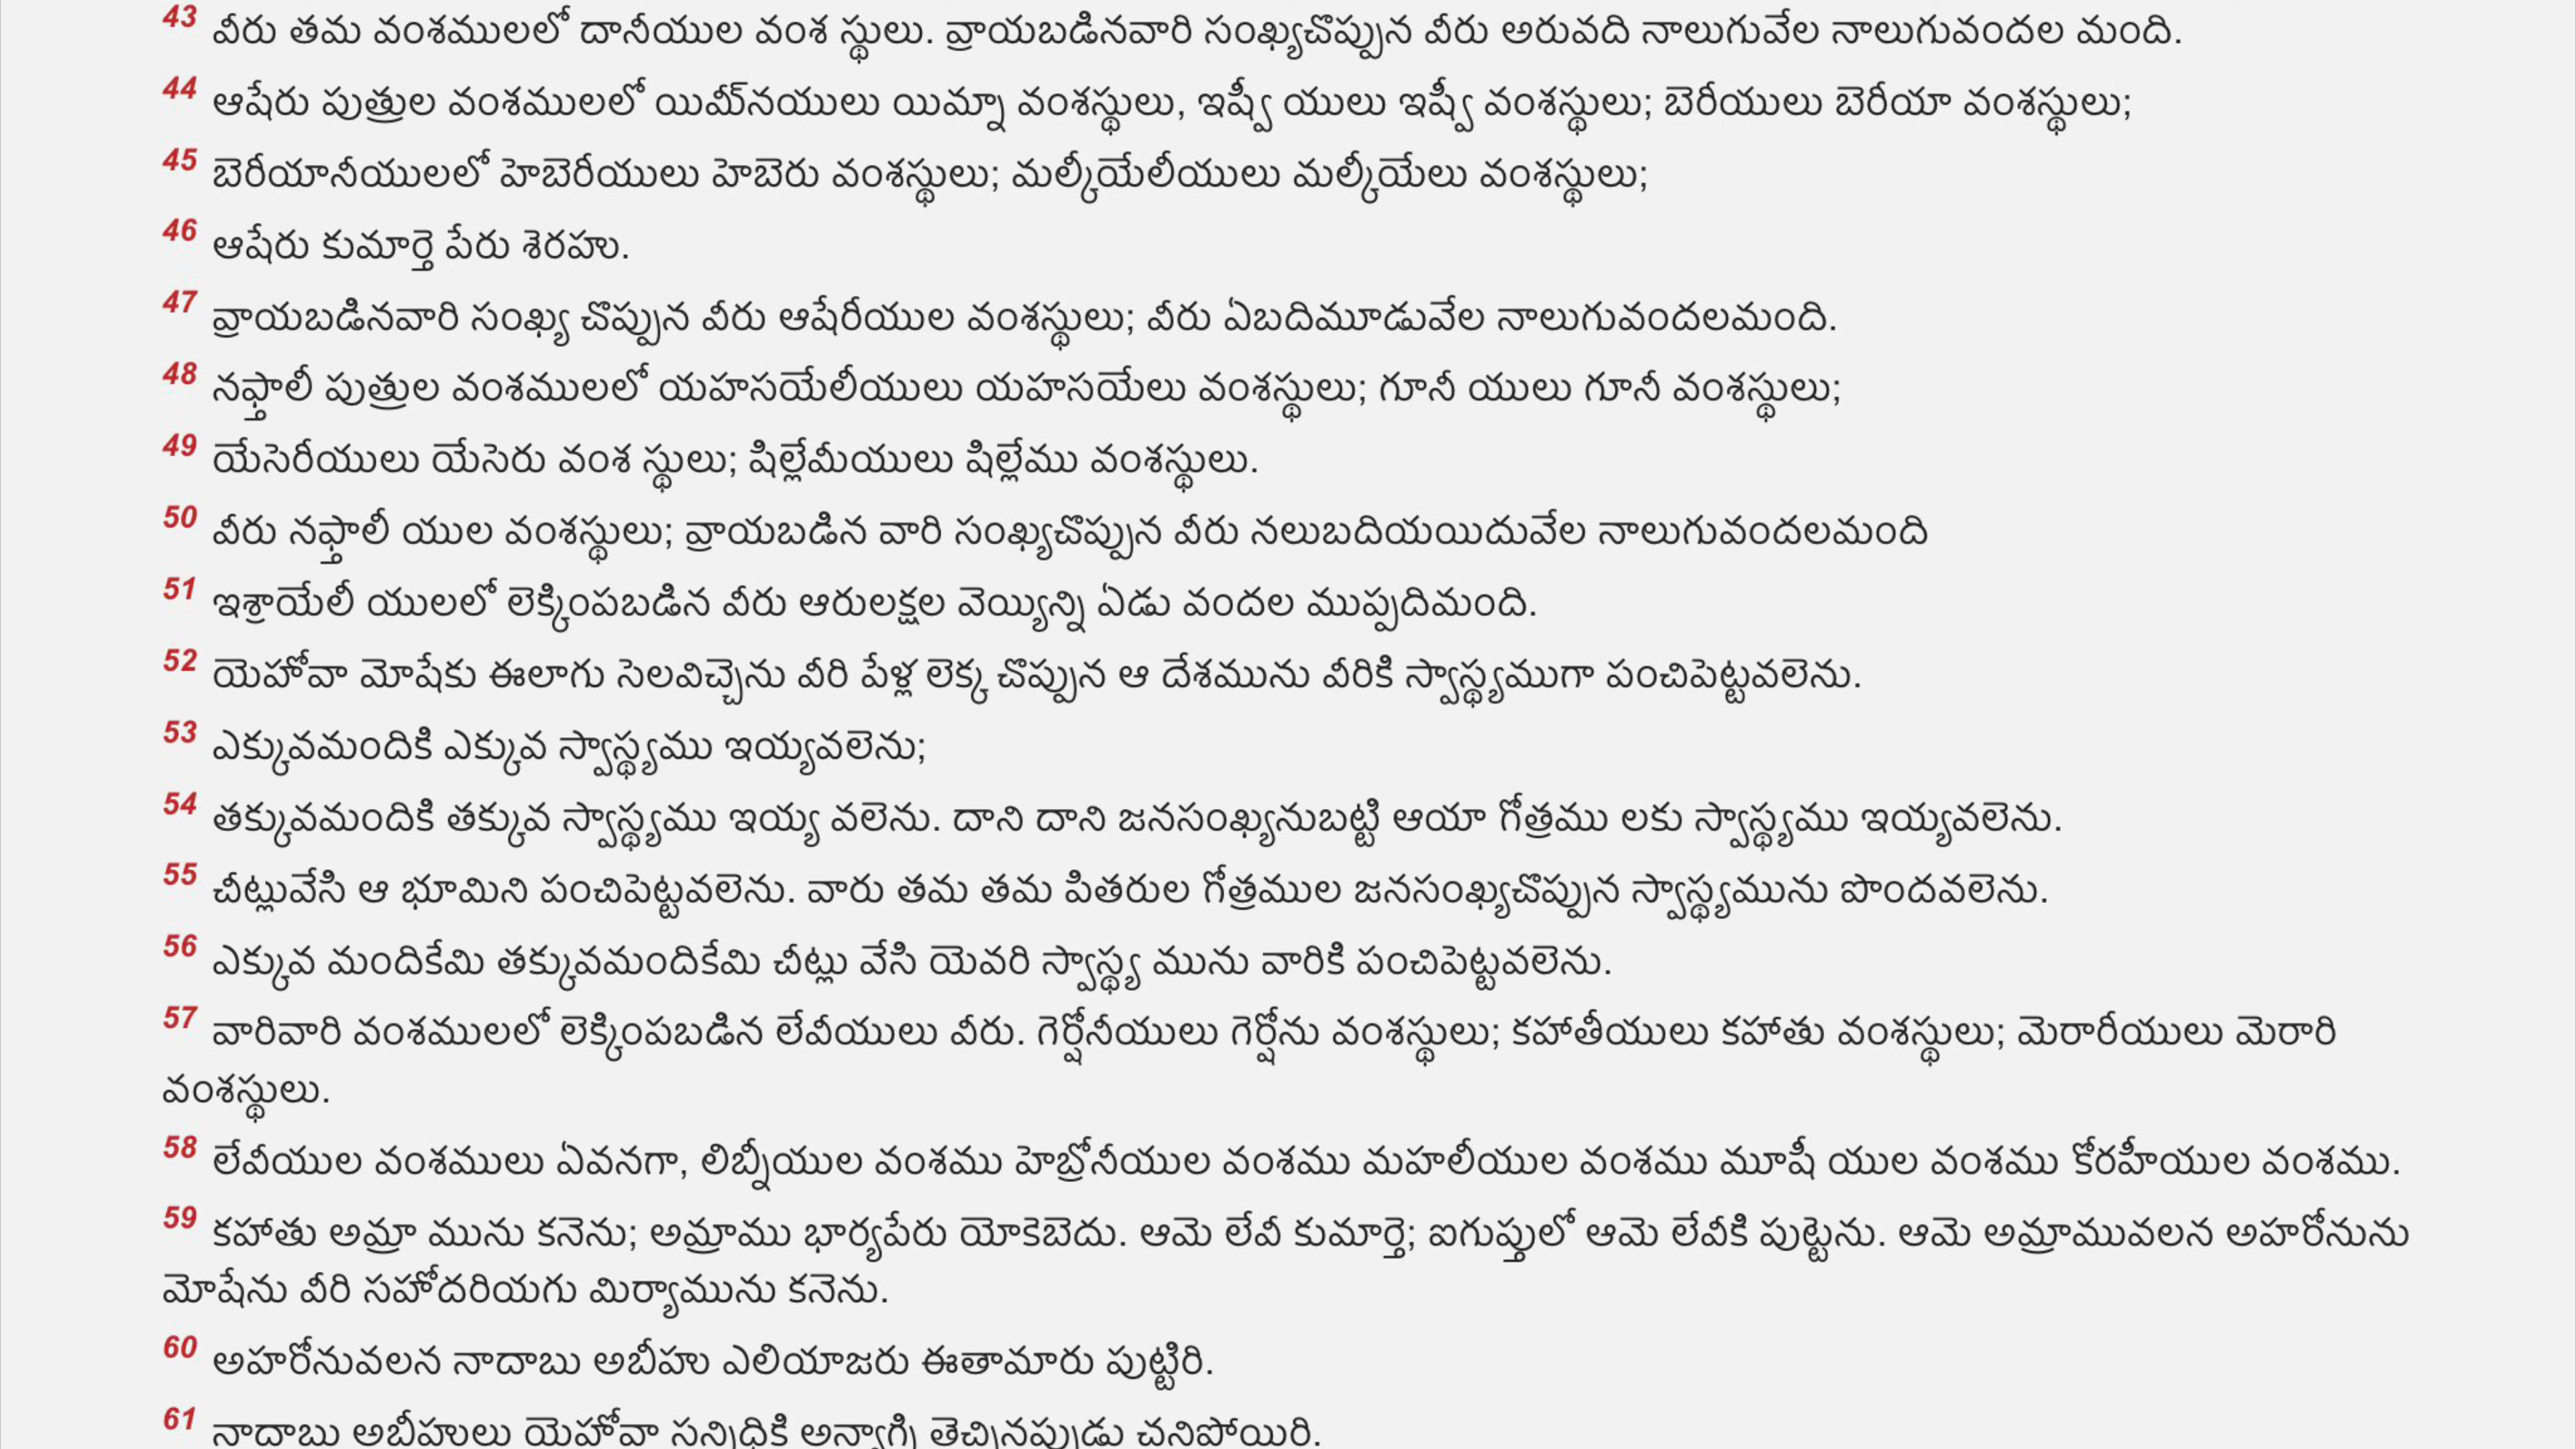 43 వీరు తమ వంశములలో దానీయుల వంశ స్థులు. వ్రాయబడినవారి సంఖ్యచొప్పున వీరు అరువది నాలుగువేల నాలుగువందల మంది.
44 ఆషేరు పుత్రుల వంశములలో యిమీ్నయులు యిమ్నా వంశస్థులు, ఇష్వీ యులు ఇష్వీ వంశస్థులు; బెరీయులు బెరీయా వంశస్థులు;
45 బెరీయానీయులలో హెబెరీయులు హెబెరు వంశస్థులు; మల్కీయేలీయులు మల్కీయేలు వంశస్థులు;
46 ఆషేరు కుమార్తె పేరు శెరహు.
47 వ్రాయబడినవారి సంఖ్య చొప్పున వీరు ఆషేరీయుల వంశస్థులు; వీరు ఏబదిమూడువేల నాలుగువందలమంది.
48 నఫ్తాలీ పుత్రుల వంశములలో యహసయేలీయులు యహసయేలు వంశస్థులు; గూనీ యులు గూనీ వంశస్థులు;
49 యేసెరీయులు యేసెరు వంశ స్థులు; షిల్లేమీయులు షిల్లేము వంశస్థులు.
50 వీరు నఫ్తాలీ యుల వంశస్థులు; వ్రాయబడిన వారి సంఖ్యచొప్పున వీరు నలుబదియయిదువేల నాలుగువందలమంది
51 ఇశ్రాయేలీ యులలో లెక్కింపబడిన వీరు ఆరులక్షల వెయ్యిన్ని ఏడు వందల ముప్పదిమంది.
52 యెహోవా మోషేకు ఈలాగు సెలవిచ్చెను వీరి పేళ్ల లెక్క చొప్పున ఆ దేశమును వీరికి స్వాస్థ్యముగా పంచిపెట్టవలెను.
53 ఎక్కువమందికి ఎక్కువ స్వాస్థ్యము ఇయ్యవలెను;
54 తక్కువమందికి తక్కువ స్వాస్థ్యము ఇయ్య వలెను. దాని దాని జనసంఖ్యనుబట్టి ఆయా గోత్రము లకు స్వాస్థ్యము ఇయ్యవలెను.
55 చీట్లువేసి ఆ భూమిని పంచిపెట్టవలెను. వారు తమ తమ పితరుల గోత్రముల జనసంఖ్యచొప్పున స్వాస్థ్యమును పొందవలెను.
56 ఎక్కువ మందికేమి తక్కువమందికేమి చీట్లు వేసి యెవరి స్వాస్థ్య మును వారికి పంచిపెట్టవలెను.
57 వారివారి వంశములలో లెక్కింపబడిన లేవీయులు వీరు. గెర్షోనీయులు గెర్షోను వంశస్థులు; కహాతీయులు కహాతు వంశస్థులు; మెరారీయులు మెరారి
వంశస్థులు.
58 లేవీయుల వంశములు ఏవనగా, లిబ్నీయుల వంశము హెబ్రోనీయుల వంశము మహలీయుల వంశము మూషీ యుల వంశము కోరహీయుల వంశము.
59 కహాతు అమ్రా మును కనెను; అమ్రాము భార్యపేరు యోకెబెదు. ఆమె లేవీ కుమార్తె; ఐగుప్తులో ఆమె లేవీకి పుట్టెను. ఆమె అమ్రామువలన అహరోనును
మోషేను వీరి సహోదరియగు మిర్యామును కనెను.
60 అహరోనువలన నాదాబు అబీహు ఎలియాజరు ఈతామారు పుట్టిరి.
61 నాదాబు అబీహులు యెహోవా సన్నిధికి అన్యాగ్ని తెచ్చినప్పుడు చనిపోయిరి.